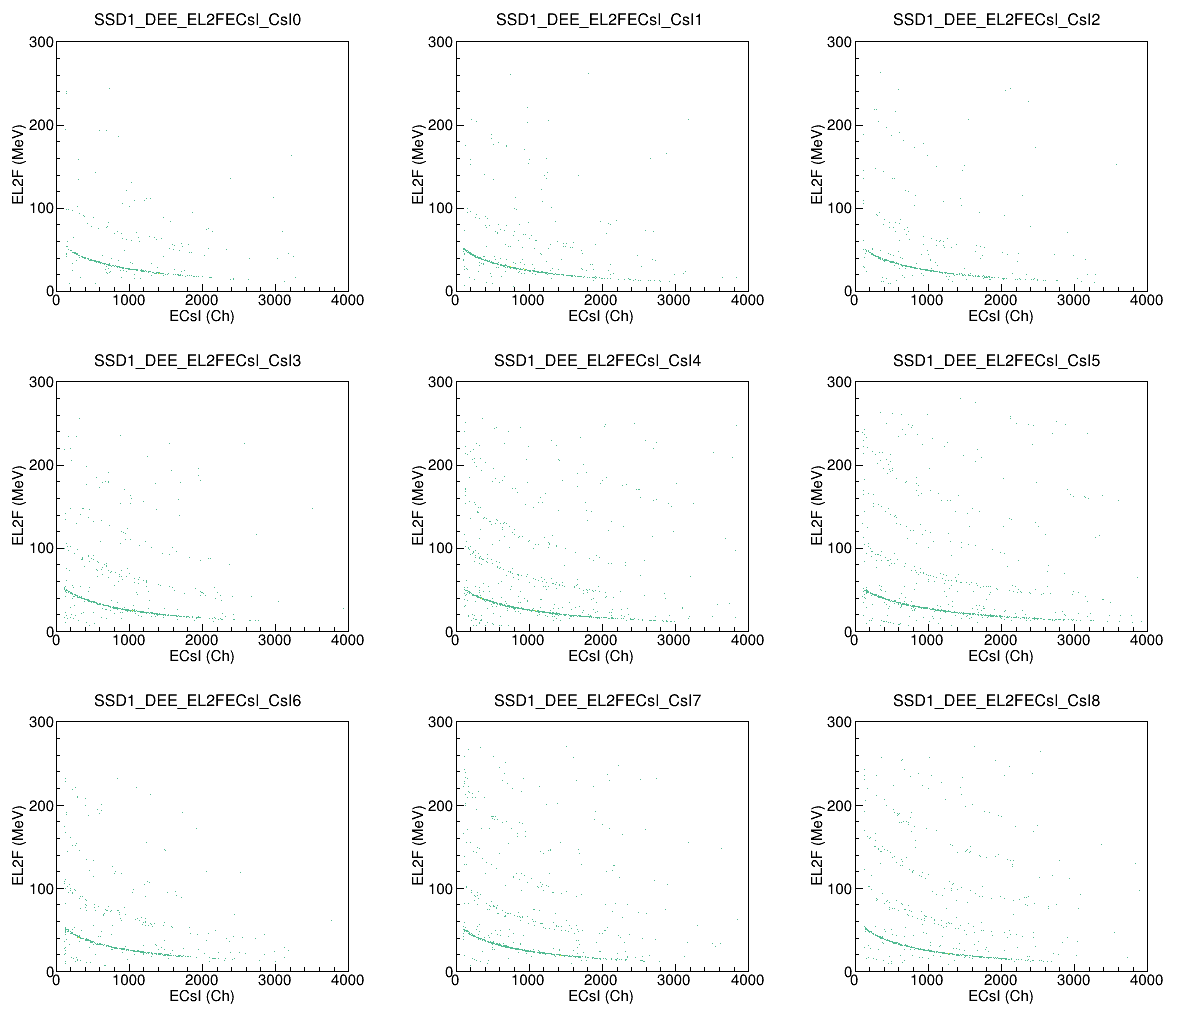 SSD1_DEE_EL2FECsI_CsI0
300
200
100
0
EL2F (MeV)
0 1000 2000 3000 4000
ECsI (Ch)
SSD1_DEE_EL2FECsI_CsI1
300
200
100
0
EL2F (MeV)
0 1000 2000 3000 4000
ECsI (Ch)
SSD1_DEE_EL2FECsI_CsI2
300
200
100
0
EL2F (MeV)
0 1000 2000 3000 4000
ECsI (Ch)
SSD1_DEE_EL2FECsI_CsI3
300
200
100
0
EL2F (MeV)
0 1000 2000 3000 4000
ECsI (Ch)
SSD1_DEE_EL2FECsI_CsI4
300
200
100
0
EL2F (MeV)
0 1000 2000 3000 4000
ECsI (Ch)
SSD1_DEE_EL2FECsI_CsI5
300
200
100
0
EL2F (MeV)
0 1000 2000 3000 4000
ECsI (Ch)
SSD1_DEE_EL2FECsI_CsI6
300
200
100
0
EL2F (MeV)
0 1000 2000 3000 4000
ECsI (Ch)
SSD1_DEE_EL2FECsI_CsI7
300
200
100
0
EL2F (MeV)
0 1000 2000 3000 4000
ECsI (Ch)
SSD1_DEE_EL2FECsI_CsI8
300
200
100
0
EL2F (MeV)
0 1000 2000 3000 4000
ECsI (Ch)